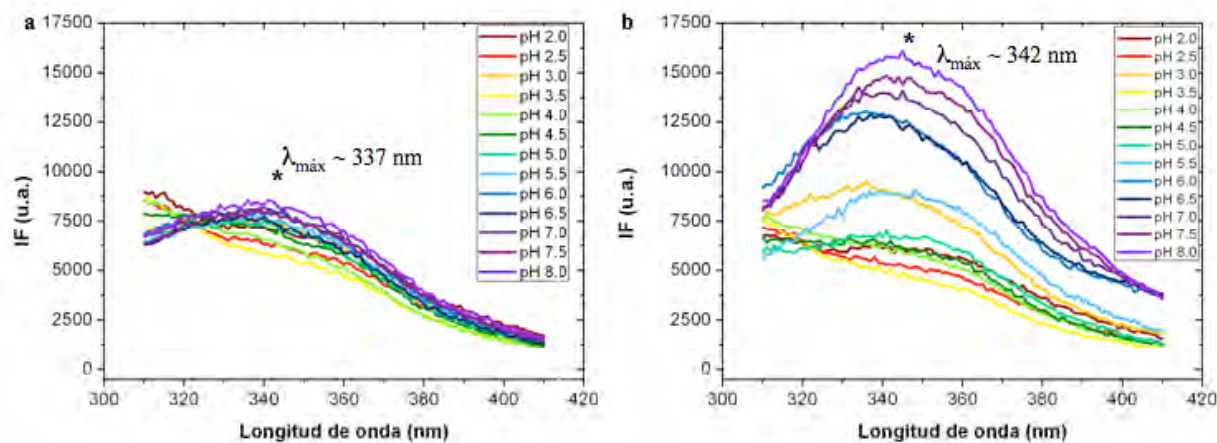 a
17500
15000
12500
10000
7500
5000
2500
0
IF (u.a.)
300 320 340 360 380 400 420
Longitud de onda (nm)
*
λmáx ~ 337 nm
pH 2.0
pH 2.5
pH 3.0
pH 3.5
pH 4.0
pH 4.5
pH 5.0
pH 5.5
pH 6.0
pH 6.5
pH 7.0
pH 7.5
pH 8.0
b
17500
15000
12500
10000
7500
5000
2500
0
IF (u.a.)
300 320 340 360 380 400 420
Longitud de onda (nm)
*
λmáx ~ 342 nm
pH 2.0
pH 2.5
pH 3.0
pH 3.5
pH 4.0
pH 4.5
pH 5.0
pH 5.5
pH 6.0
pH 6.5
pH 7.0
pH 7.5
pH 8.0